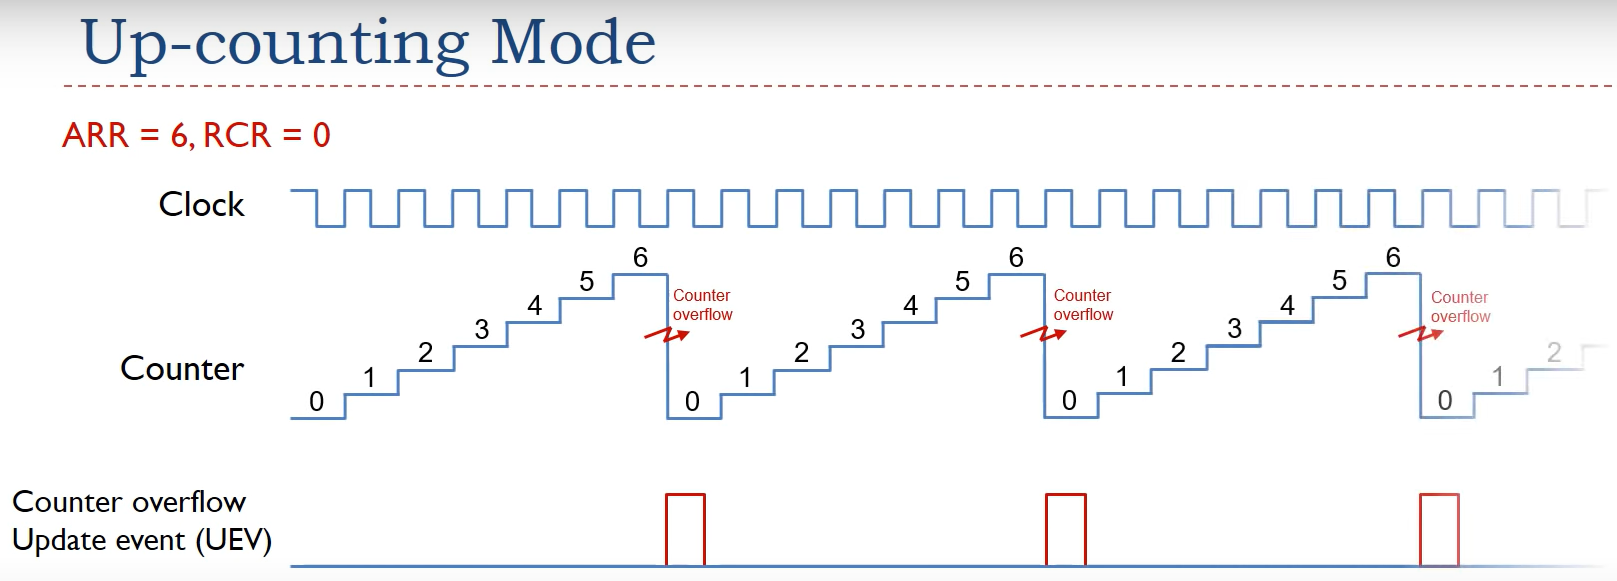 Up-counting Mode
ARR = 6, RCR = 0
Clock
6 6 6
5 5 5
Counter overflow Counter overflow Counter overflow
4 4 4
3 3 3
2 2 2 2
Counter
1 1 1 1
0 0 0 0
Counter overflow
Update event (UEV)